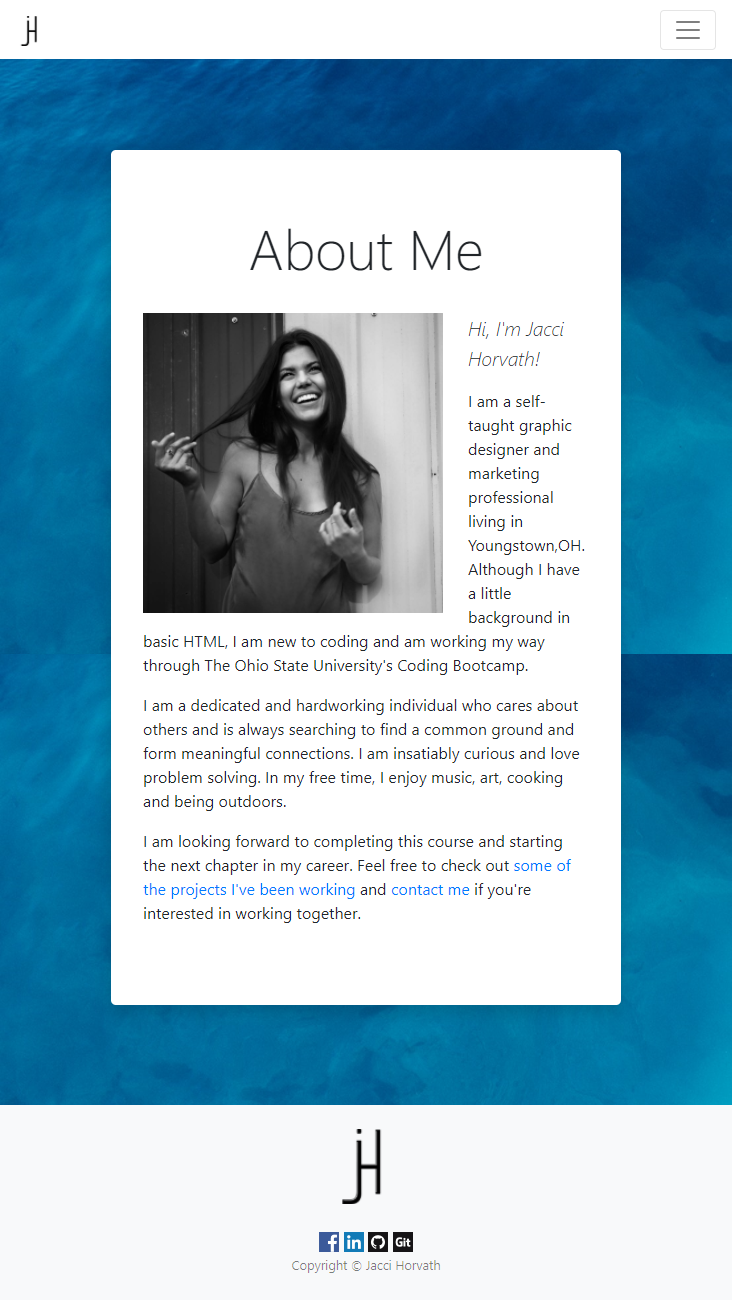 jH
About Me
Hi, I'm Jacci
Horvath!
I am a self-
taught graphic
designer and
marketing
professional
living in
Youngstown,OH.
Although I have
a little
background in
basic HTML, I am new to coding and am working my way
through The Ohio State University's Coding Bootcamp.
I am a dedicated and hardworking individual who cares about
others and is always searching to find a common ground and
form meaningful connections. I am insatiably curious and love
problem solving. In my free time, I enjoy music, art, cooking
and being outdoors.
I am looking forward to completing this course and starting
the next chapter in my career. Feel free to check out some of
the projects I've been working and contact me if you're
interested in working together.
jH
f in Git
Copyright © Jacci Horvath